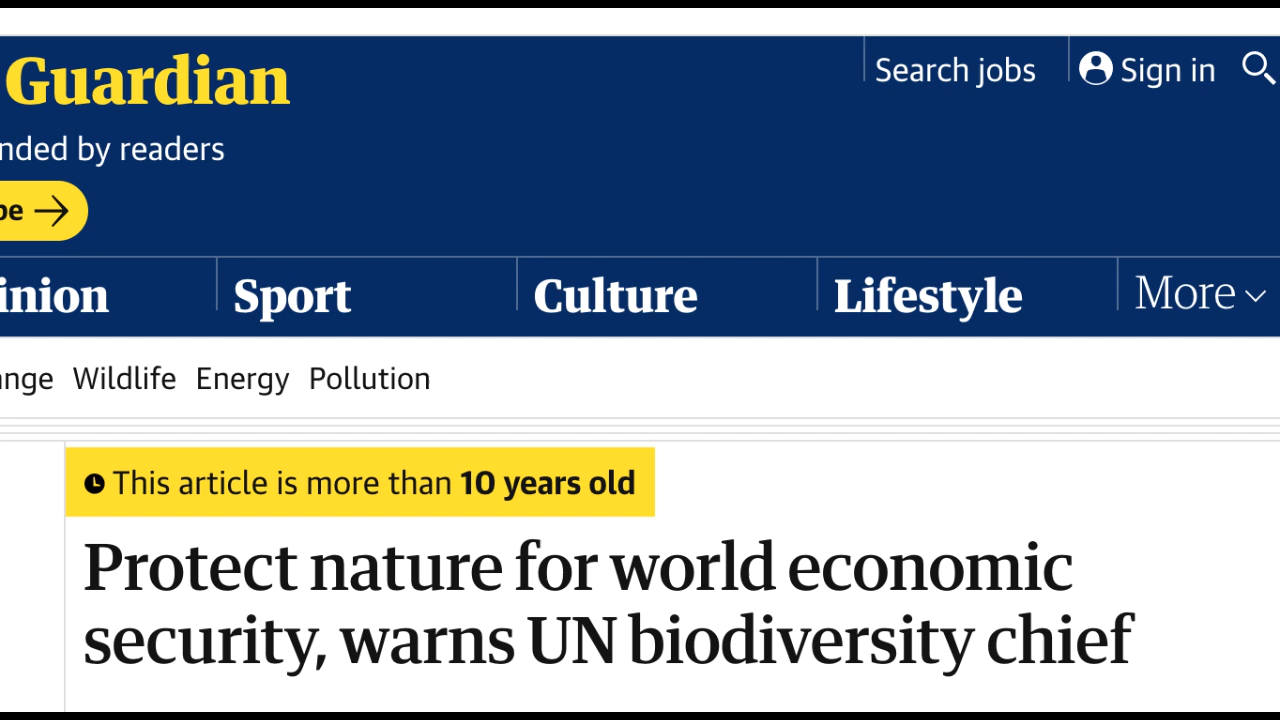 Guardian
Search jobs
Sign in
nded by readers
be
inion
Sport
Culture
Lifestyle
More
nge Wildlife Energy Pollution
This article is more than 10 years old
Protect nature for world economic
security, warns UN biodiversity chief